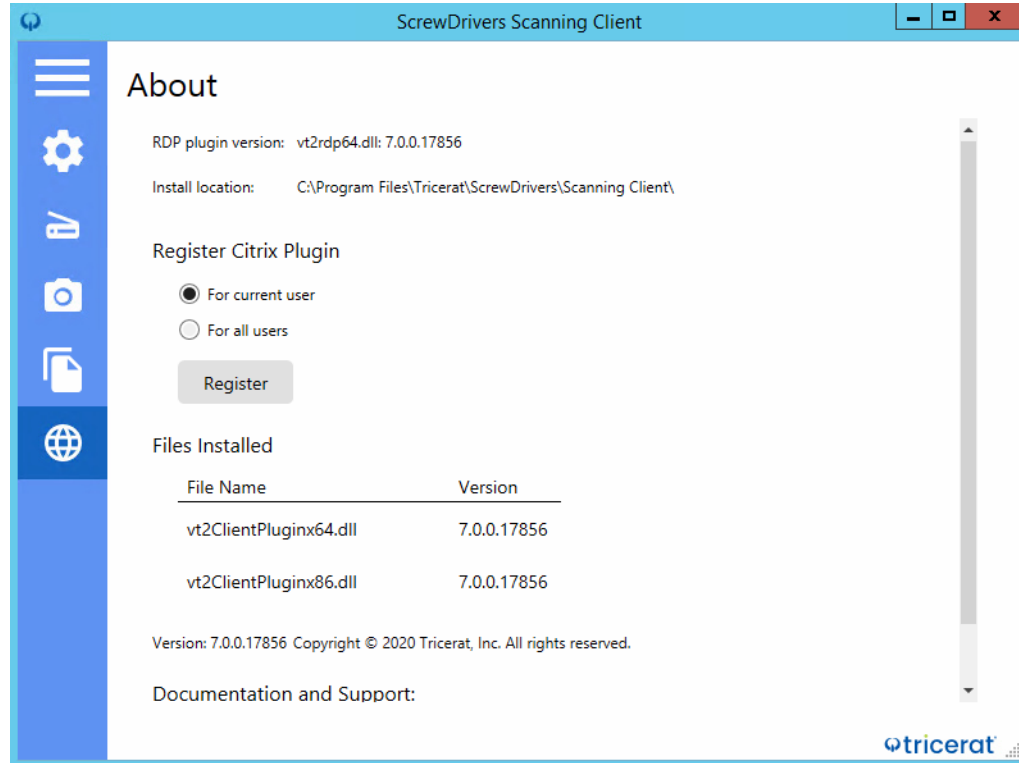 ScrewDrivers Scanning Client
About
RDP plugin version: vt2rdp64.dll: 7.0.0.17856
Install location: C:\Program Files\Tricerat\ScrewDrivers\Scanning Client\
Register Citrix Plugin
For current user
For all users
Register
Files Installed
File Name Version
vt2ClientPluginx64.dll 7.0.0.17856
vt2ClientPluginx86.dll 7.0.0.17856
Version: 7.0.0.17856 Copyright © 2020 Tricerat, Inc. All rights reserved.
Documentation and Support:
tricerat